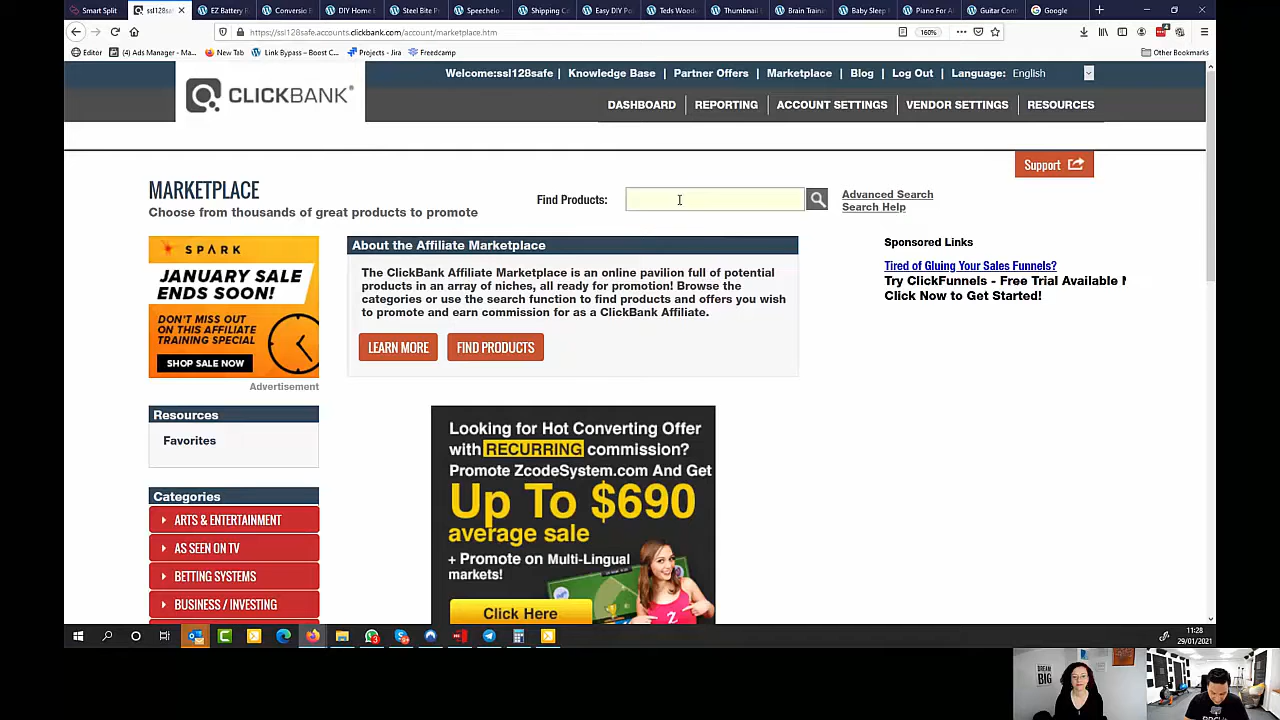 Smart Split
ssl128saf
EZ Battery R
Conversio B
DIY Home E
Steel Bite P
Speechelo
Shipping C
Easy DIY Po
Teds Wood
Thumbnail
Brain Traini
Baby Sleep
Piano For A
Guitar Cont
Google
https://ssl128safe.accounts.clickbank.com/account/marketplace.htm
160%
Editor
(4) Ads Manager - Ma...
New Tab
Link Bypass – Boost C...
Projects - Jira
Freedcamp
Other Bookmarks
Welcome:ssl128safe
Knowledge Base
Partner Offers
Marketplace
Blog
Log Out
Language:
English
CLICKBANK
DASHBOARD
REPORTING
ACCOUNT SETTINGS
VENDOR SETTINGS
RESOURCES
Support
MARKETPLACE
Choose from thousands of great products to promote
Find Products:
Advanced Search
Search Help
SPARK
JANUARY SALE
ENDS SOON!
DON'T MISS OUT
ON THIS AFFILIATE
TRAINING SPECIAL
SHOP SALE NOW
Advertisement
About the Affiliate Marketplace
The ClickBank Affiliate Marketplace is an online pavilion full of potential
products in an array of niches, all ready for promotion! Browse the
categories or use the search function to find products and offers you wish
to promote and earn commission for as a ClickBank Affiliate.
LEARN MORE
FIND PRODUCTS
Sponsored Links
Tired of Gluing Your Sales Funnels?
Try ClickFunnels - Free Trial Available
Click Now to Get Started!
Resources
Favorites
Categories
ARTS & ENTERTAINMENT
AS SEEN ON TV
BETTING SYSTEMS
BUSINESS / INVESTING
Looking for Hot Converting Offer
with RECURRING commission?
Promote ZcodeSystem.com And Get
Up To $690
average sale
+ Promote on Multi-Lingual
markets!
Click Here
Z
11:28
29/01/2021
DREAM
BIG